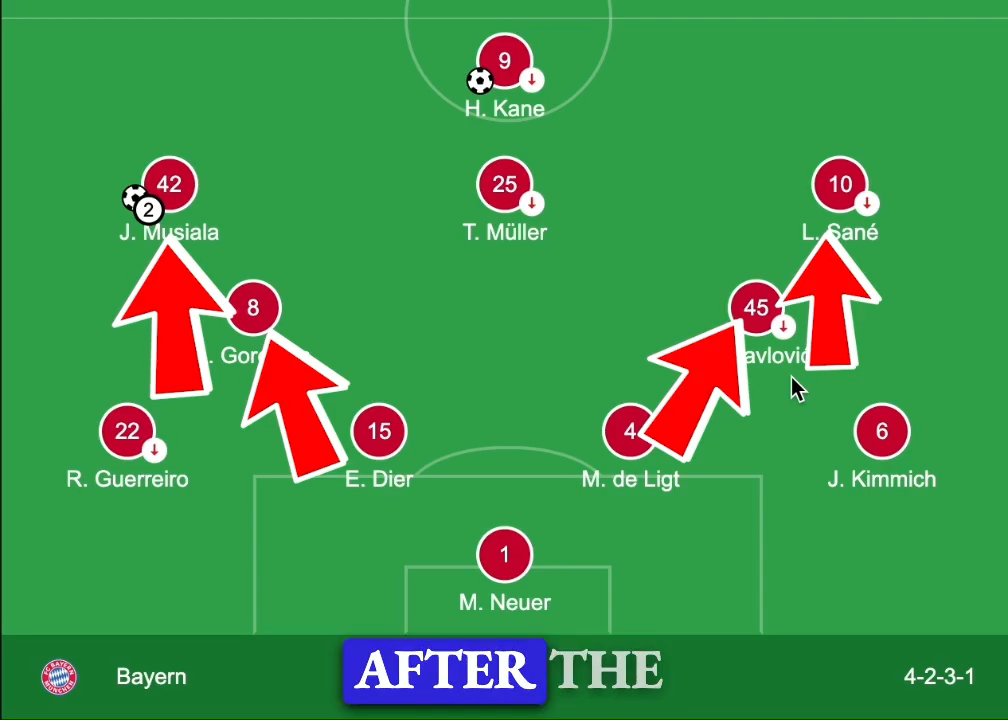 9
H. Kane
42
25
10
2
J. Musiala
T. Müller
L. Sané
8
45
22
15
4
6
R. Guerreiro
E. Dier
M. de Ligt
J. Kimmich
1
M. Neuer
Bayern
AFTER THE
4-2-3-1